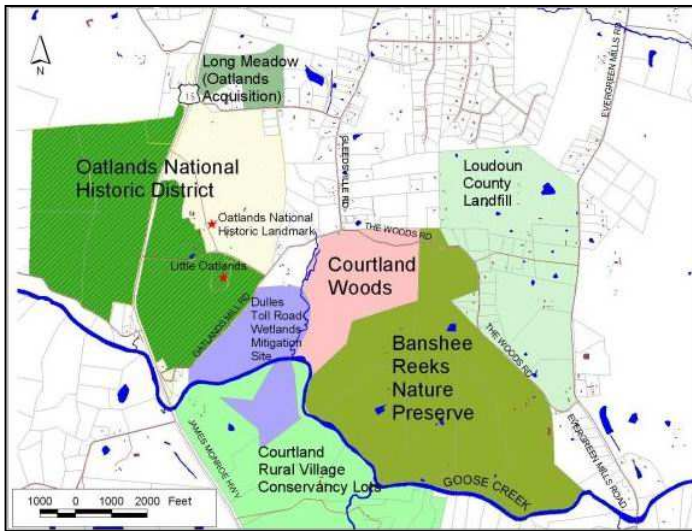 N
Long Meadow
(Oatlands
Acquisition)
15
EVERGREEN MILLS RD
GLEEDSVILLE RD
Oatlands National
Historic District
Loudoun
County
Landfill
Oatlands National
Historic Landmark
THE WOODS RD
Courtland
Woods
Little Oatlands
OATLANDS MILL RD
Dulles
Toll Road
Wetlands
Mitigation
Site
THE WOODS RD
Banshee
Reeks
Nature
Preserve
JAMES MONROE HWY
Courtland
Rural Village
Conservancy Lots
GOOSE CREEK
EVERGREEN MILLS ROAD
1000 0 1000 2000 Feet